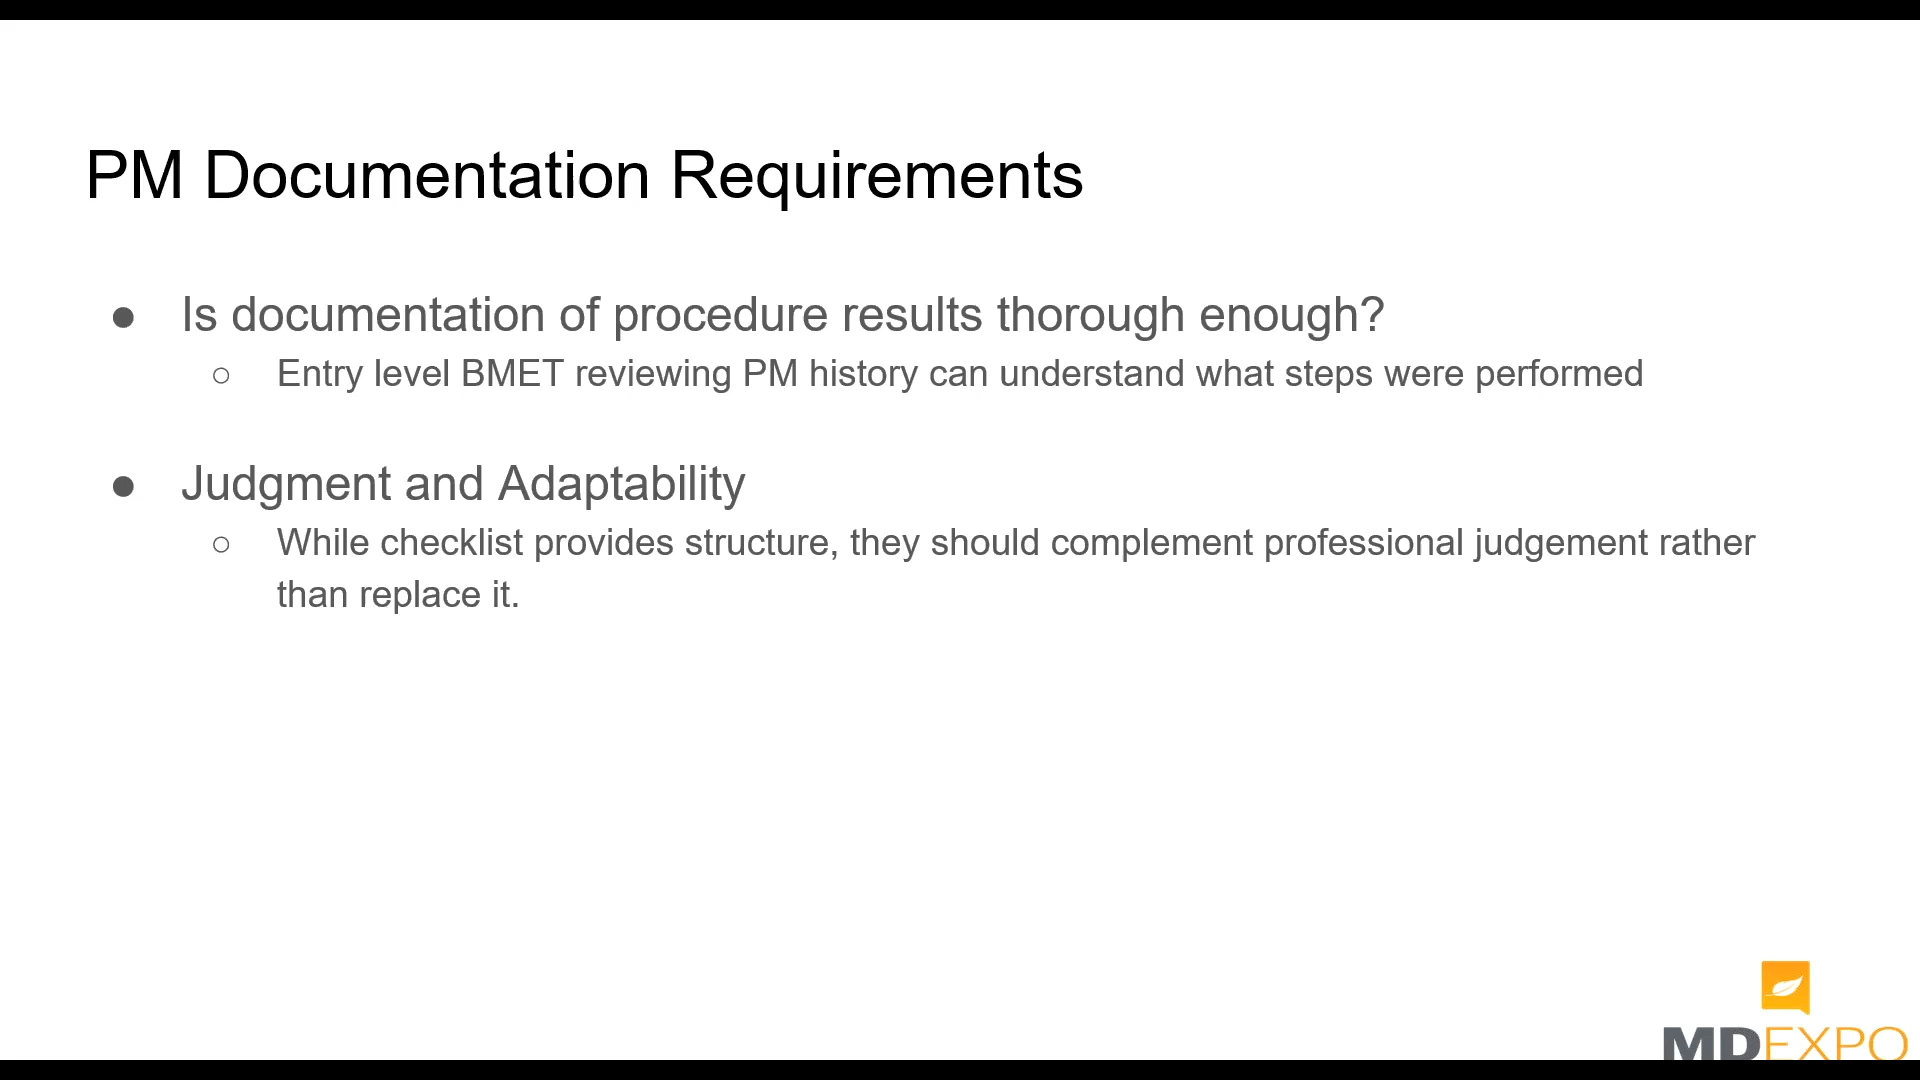 PM Documentation Requirements
● Is documentation of procedure results thorough enough?
○ Entry level BMET reviewing PM history can understand what steps were performed
● Judgment and Adaptability
○ While checklist provides structure, they should complement professional judgement rather
than replace it.
MDEXPO